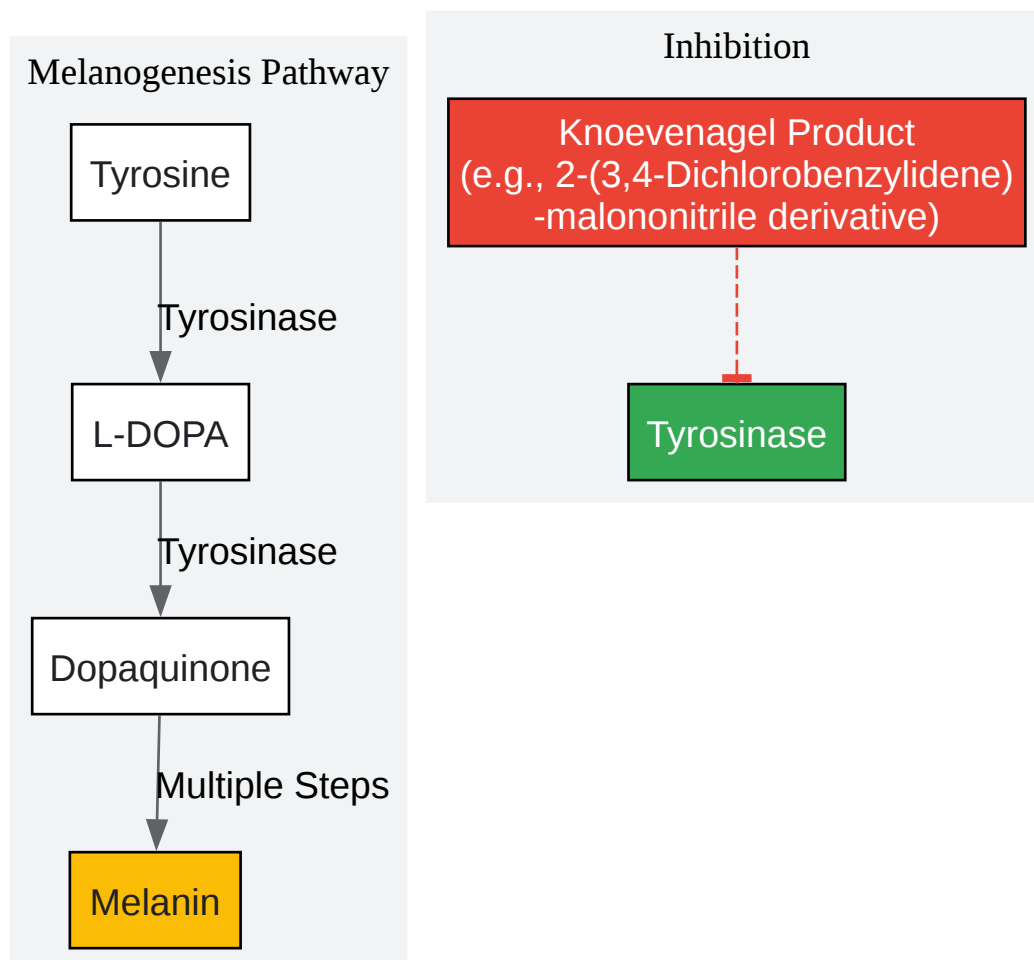 Melanogenesis Pathway
Tyrosine
Tyrosinase
L-DOPA
Tyrosinase
Dopaquinone
Multiple Steps
Melanin
Inhibition
Knoevenagel Product
(e.g., 2-(3,4-Dichlorobenzylidene)
-malononitrile derivative)
Tyrosinase